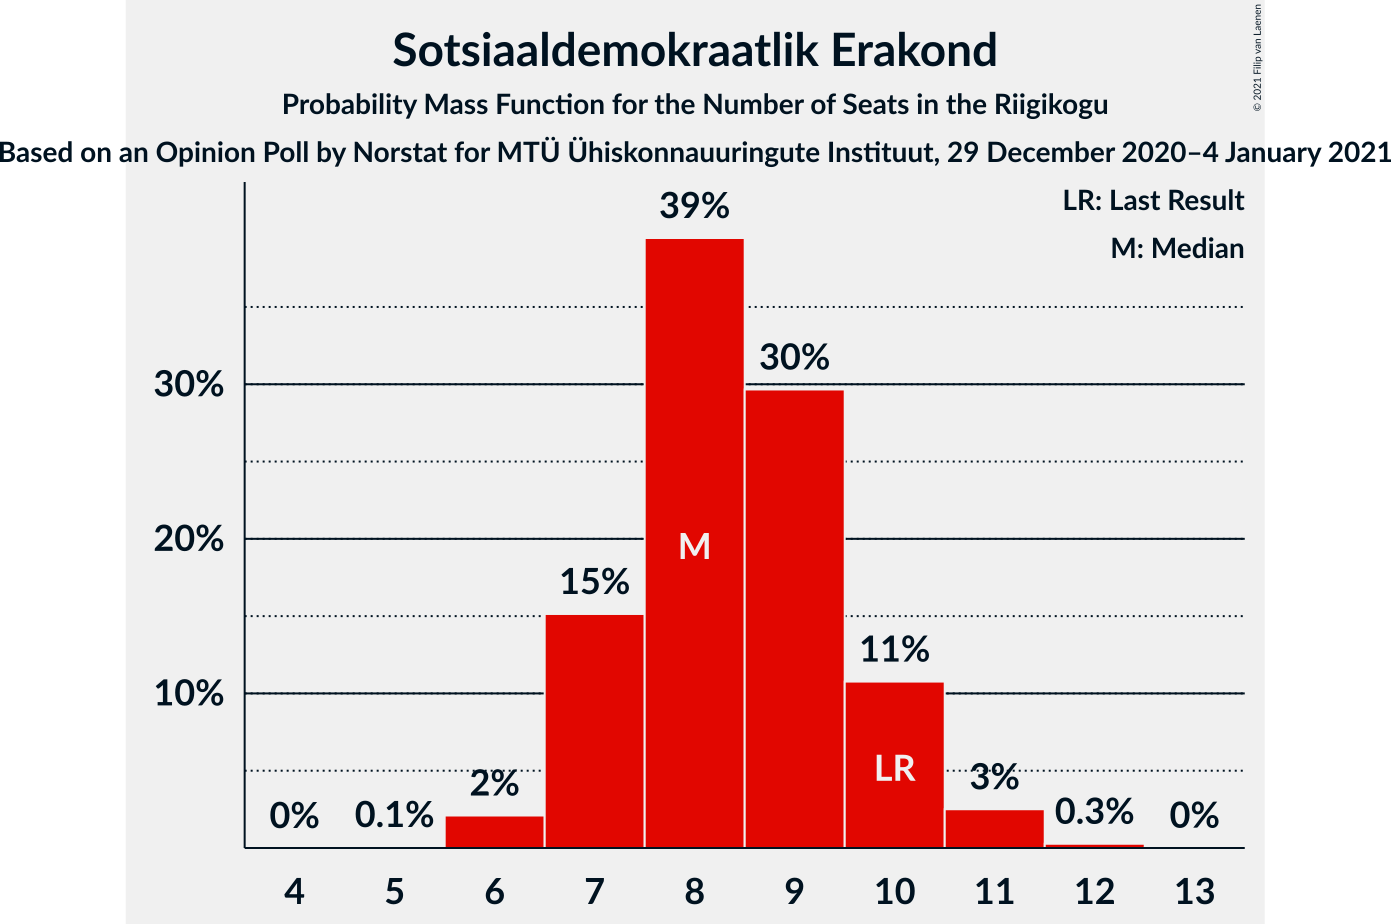 Sotsiaaldemokraatlik Erakond
Probability Mass Function for the Number of Seats in the Riigikogu
Based on an Opinion Poll by Norstat for MTÜ Ühiskonnauuringute Instituut, 29 December 2020–4 January 2021
© 2021 Filip van Laenen
LR: Last Result
M: Median
39%
30%
30%
20%
M
15%
11%
10%
LR
2%
3%
0%
0.1%
0.3%
0%
4 5 6 7 8 9 10 11 12 13